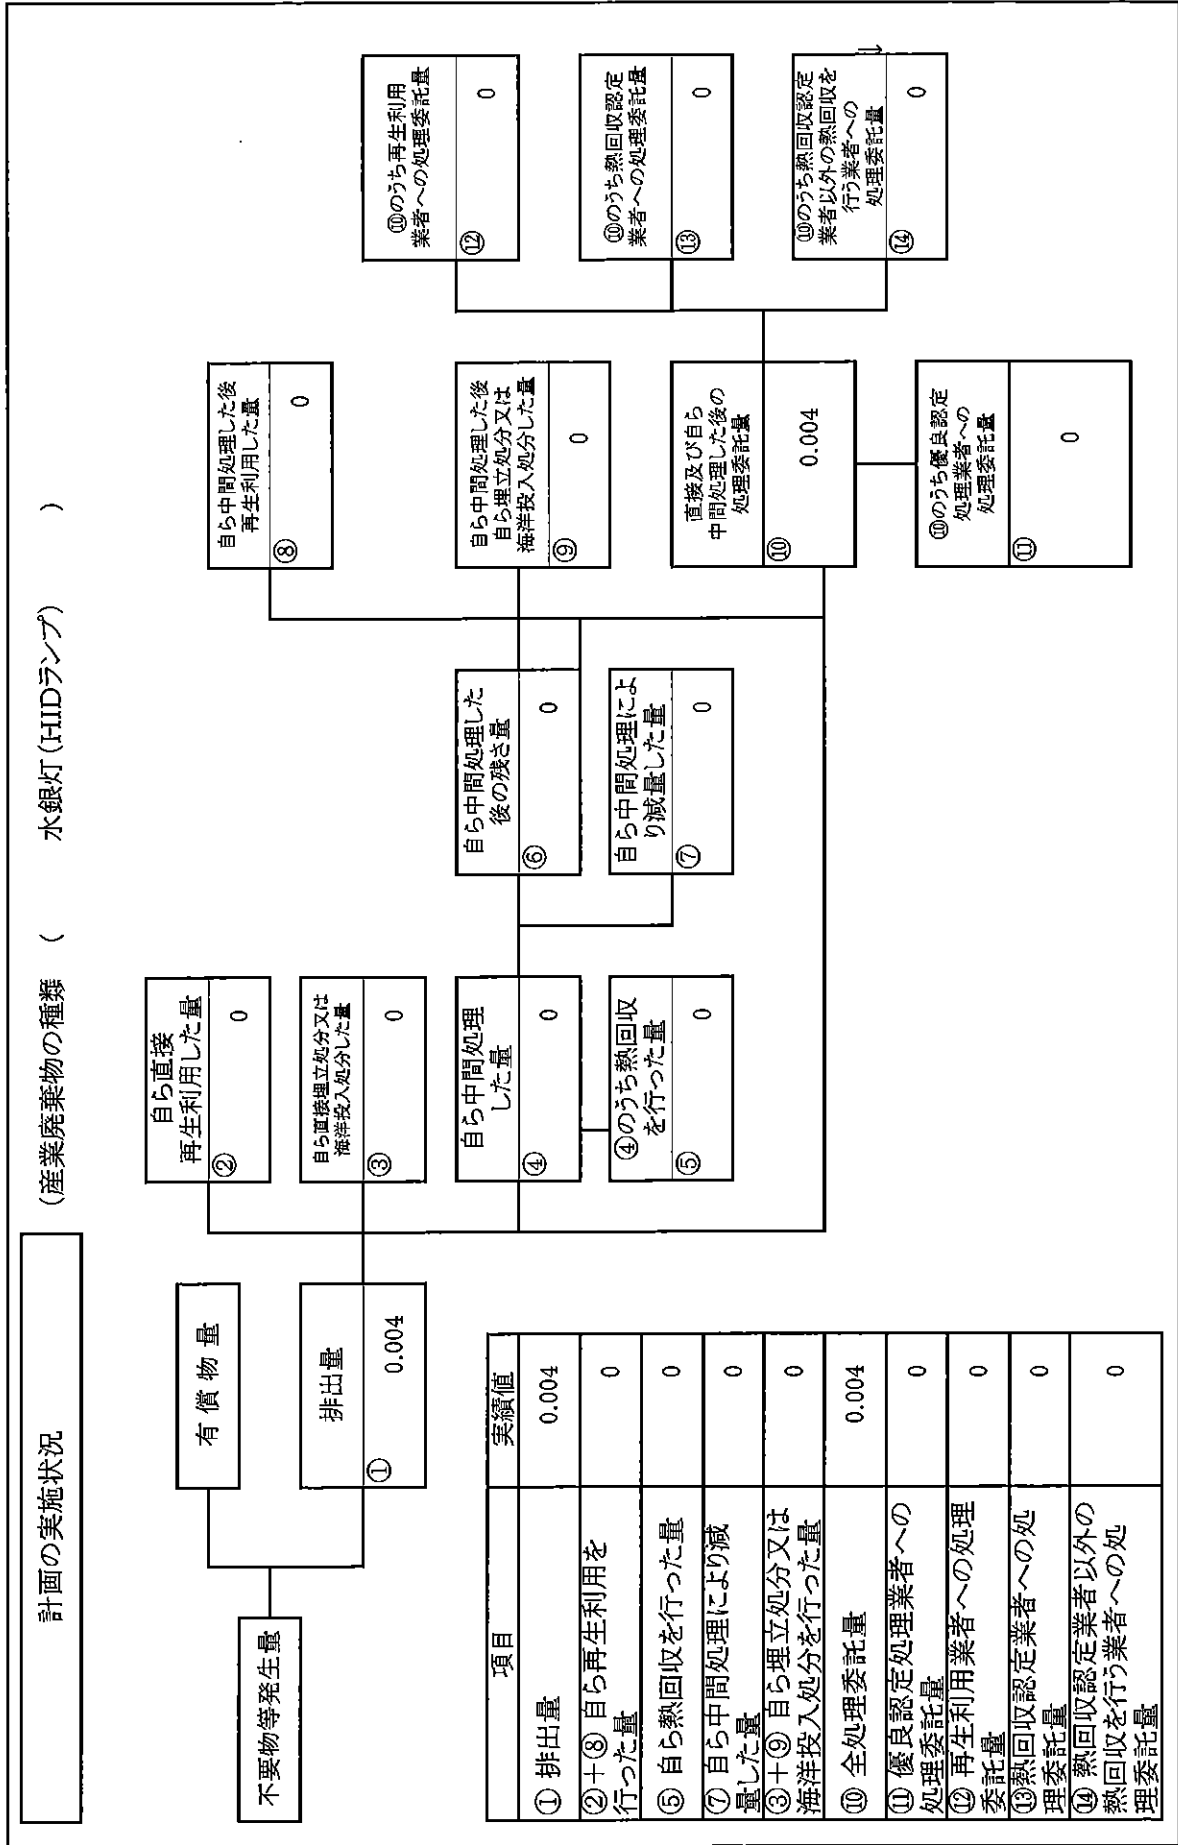 計画の実施状況
(産業廃棄物の種類 ( 水銀灯(HIDランプ) )
不要物等発生量
有償物量
排出量
① 0.004
自ら直接
再生利用した量
② 0
自ら直接埋立処分又は
海洋投入処分した量
③ 0
自ら中間処理
した量
④ 0
④のうち熱回収
を行った量
⑤ 0
自ら中間処理した
後の残さ量
⑥ 0
自ら中間処理によ
り減量した量
⑦ 0
自ら中間処理した後
再生利用した量
⑧ 0
自ら中間処理した後
自ら埋立処分又は
海洋投入処分した量
⑨ 0
直接及び自ら
中間処理した後の
処理委託量
⑩ 0.004
⑩のうち優良認定
処理業者への
処理委託量
⑪ 0
⑩のうち再生利用
業者への処理委託量
⑫ 0
⑩のうち熱回収認定
業者への処理委託量
⑬ 0
⑩のうち熱回収認定
業者以外の熱回収を
行う業者への
処理委託量
⑭ 0
項目 実績値
① 排出量 0.004
②+⑧ 自ら再生利用を
行った量 0
⑤ 自ら熱回収を行った量 0
⑦ 自ら中間処理により減
量した量 0
③+⑨ 自ら埋立処分又は
海洋投入処分を行った量 0
⑩ 全処理委託量 0.004
⑪ 優良認定処理業者への
処理委託量 0
⑫ 再生利用業者への処理
委託量 0
⑬熱回収認定業者への処
理委託量 0
⑭ 熱回収認定業者以外の
熱回収を行う業者への処
理委託量 0